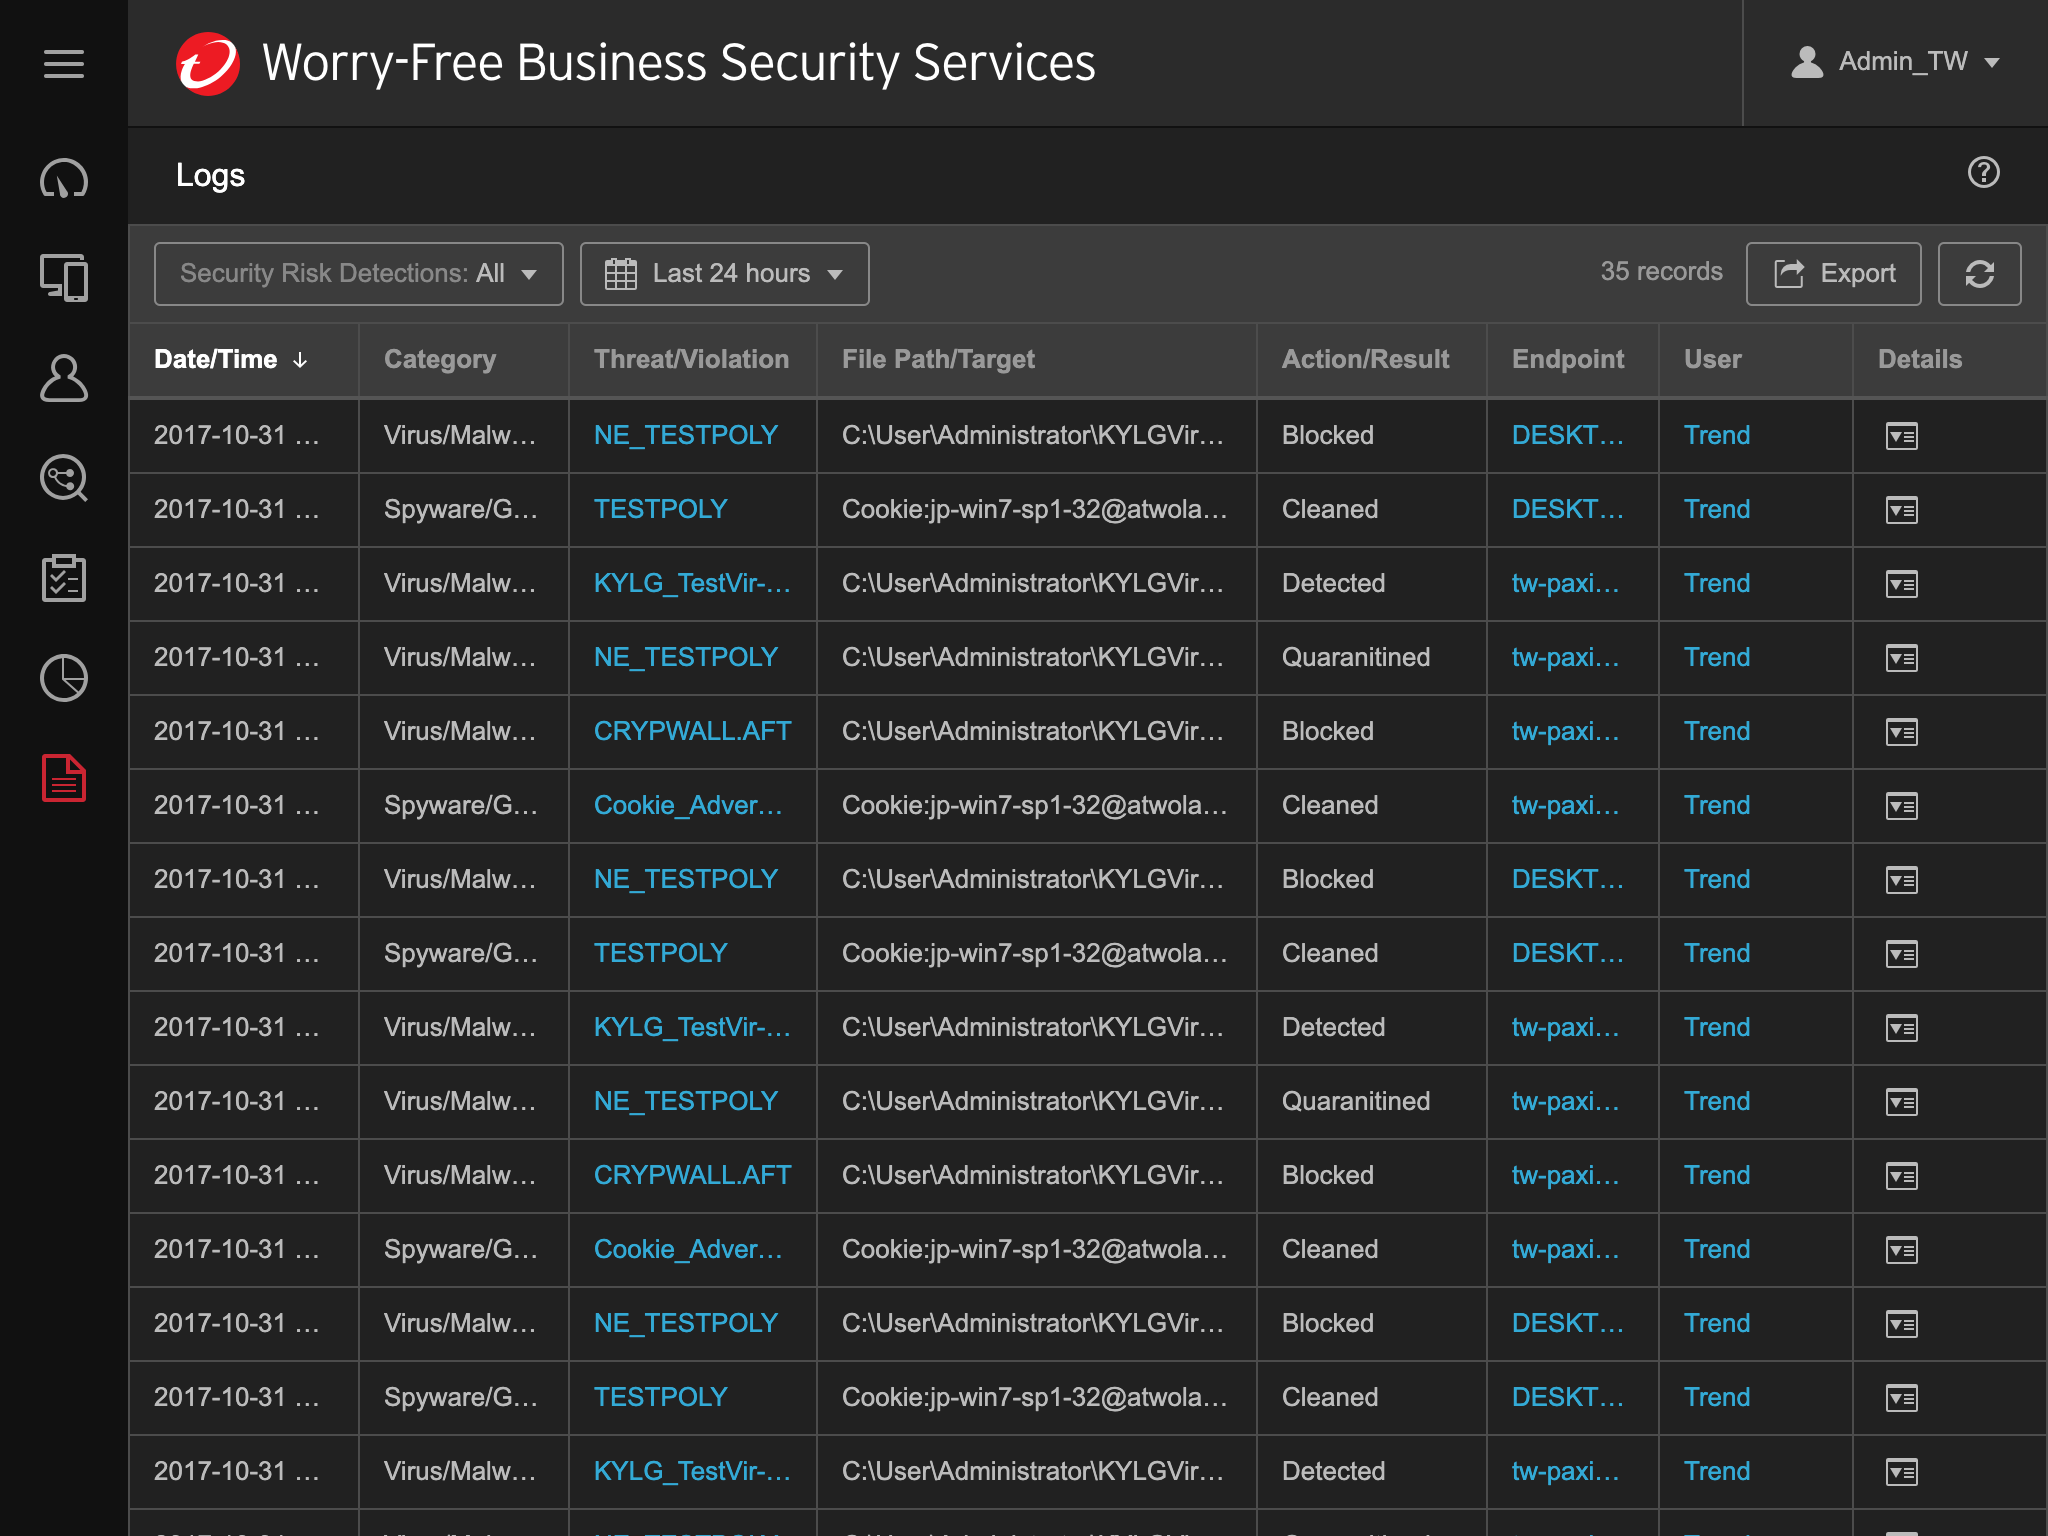 Worry-Free Business Security Services
Admin_TW
Logs
Security Risk Detections: All
Last 24 hours
35 records
Export
Date/Time ↓ Category Threat/Violation File Path/Target Action/Result Endpoint User Details
2017-10-31 … Virus/Malw… NE_TESTPOLY C:\User\Administrator\KYLGVir… Blocked DESKT… Trend
2017-10-31 … Spyware/G… TESTPOLY Cookie:jp-win7-sp1-32@atwola… Cleaned DESKT… Trend
2017-10-31 … Virus/Malw… KYLG_TestVir-… C:\User\Administrator\KYLGVir… Detected tw-paxi… Trend
2017-10-31 … Virus/Malw… NE_TESTPOLY C:\User\Administrator\KYLGVir… Quaranitined tw-paxi… Trend
2017-10-31 … Virus/Malw… CRYPWALL.AFT C:\User\Administrator\KYLGVir… Blocked tw-paxi… Trend
2017-10-31 … Spyware/G… Cookie_Adver… Cookie:jp-win7-sp1-32@atwola… Cleaned tw-paxi… Trend
2017-10-31 … Virus/Malw… NE_TESTPOLY C:\User\Administrator\KYLGVir… Blocked DESKT… Trend
2017-10-31 … Spyware/G… TESTPOLY Cookie:jp-win7-sp1-32@atwola… Cleaned DESKT… Trend
2017-10-31 … Virus/Malw… KYLG_TestVir-… C:\User\Administrator\KYLGVir… Detected tw-paxi… Trend
2017-10-31 … Virus/Malw… NE_TESTPOLY C:\User\Administrator\KYLGVir… Quaranitined tw-paxi… Trend
2017-10-31 … Virus/Malw… CRYPWALL.AFT C:\User\Administrator\KYLGVir… Blocked tw-paxi… Trend
2017-10-31 … Spyware/G… Cookie_Adver… Cookie:jp-win7-sp1-32@atwola… Cleaned tw-paxi… Trend
2017-10-31 … Virus/Malw… NE_TESTPOLY C:\User\Administrator\KYLGVir… Blocked DESKT… Trend
2017-10-31 … Spyware/G… TESTPOLY Cookie:jp-win7-sp1-32@atwola… Cleaned DESKT… Trend
2017-10-31 … Virus/Malw… KYLG_TestVir-… C:\User\Administrator\KYLGVir… Detected tw-paxi… Trend